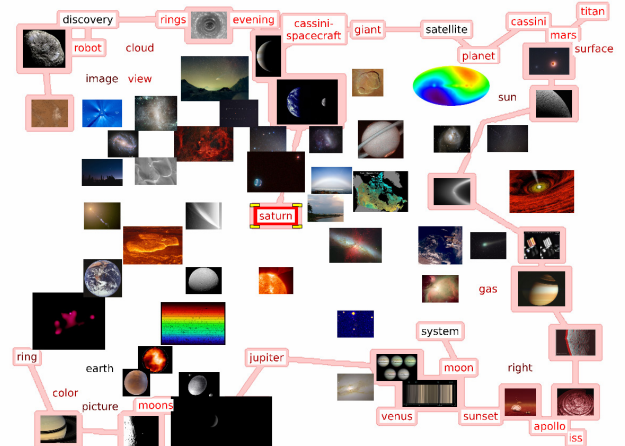 titan
discovery
rings
evening
cassini-
spacecraft
giant
satellite
cassini
mars
surface
robot
cloud
planet
image
view
sun
saturn
gas
system
ring
earth
jupiter
moon
right
color
picture
moons
venus
sunset
apollo
iss